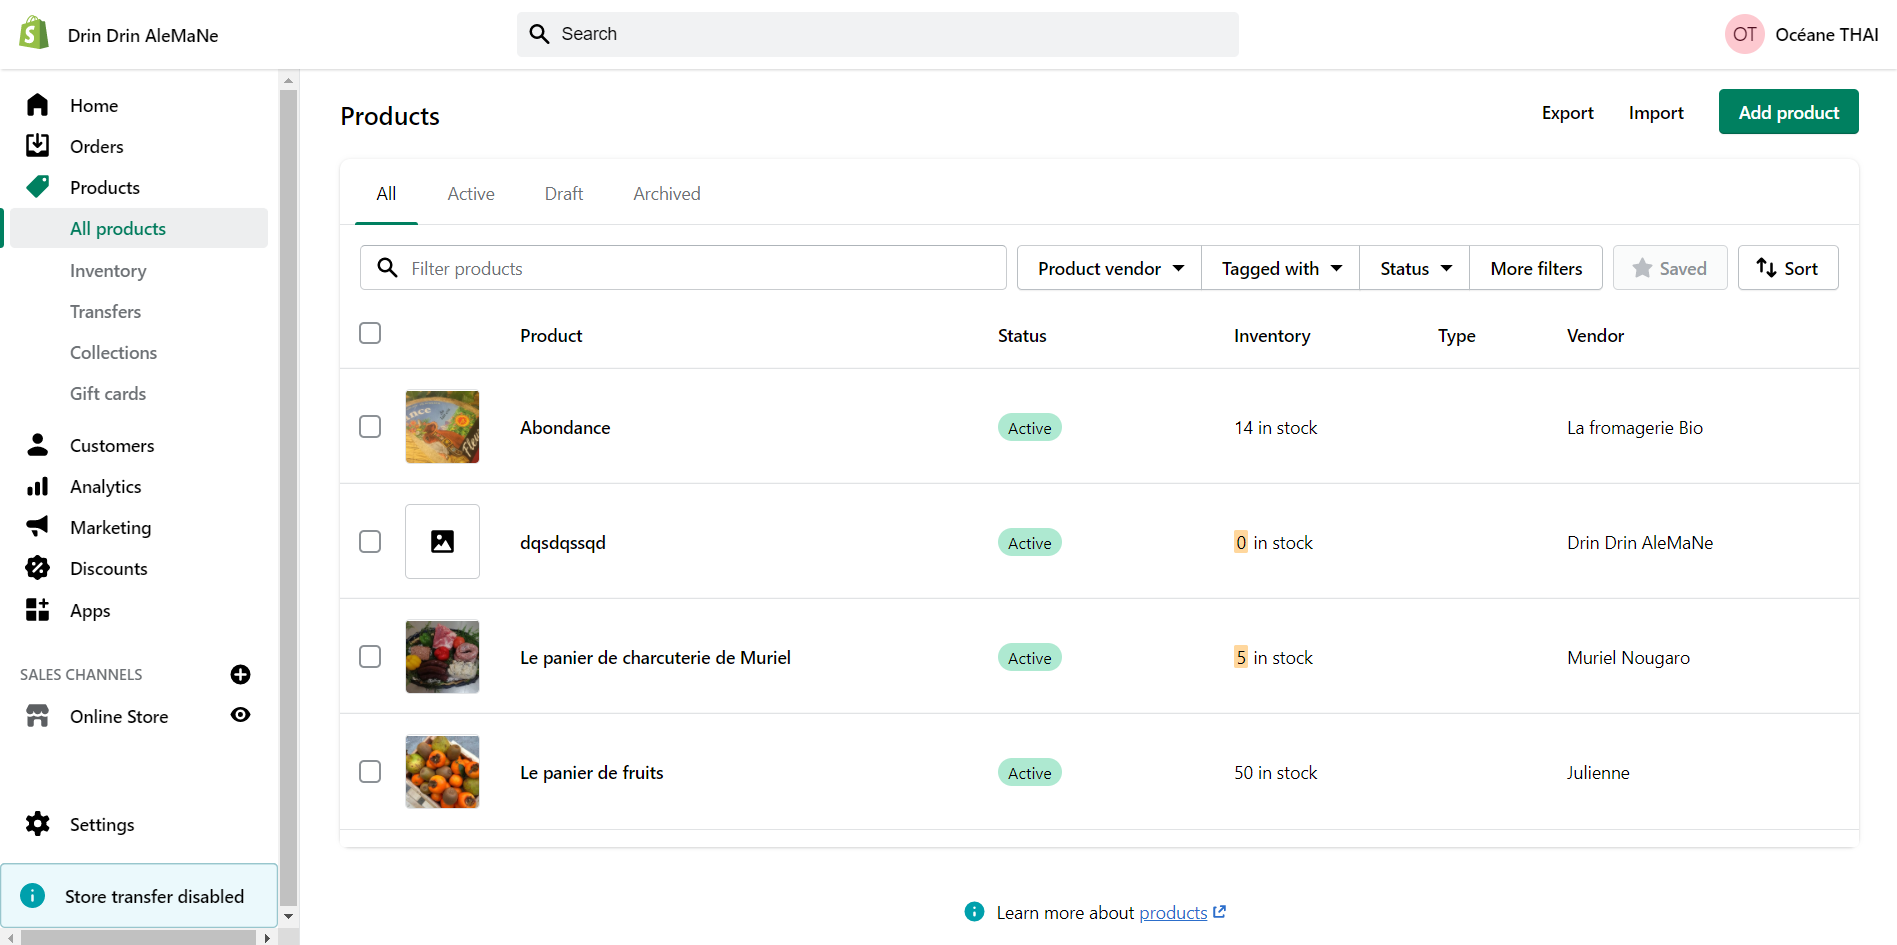 Drin Drin AleMaNe
Search
OT Océane THAI
Home
Orders
Products
All products
Inventory
Transfers
Collections
Gift cards
Customers
Analytics
Marketing
Discounts
Apps
SALES CHANNELS
Online Store
Settings
Store transfer disabled
Products
Export Import Add product
All Active Draft Archived
Filter products Product vendor Tagged with Status More filters Saved Sort
Product Status Inventory Type Vendor
Abondance Active 14 in stock La fromagerie Bio
dqsdqssqd Active 0 in stock Drin Drin AleMaNe
Le panier de charcuterie de Muriel Active 5 in stock Muriel Nougaro
Le panier de fruits Active 50 in stock Julienne
Learn more about products